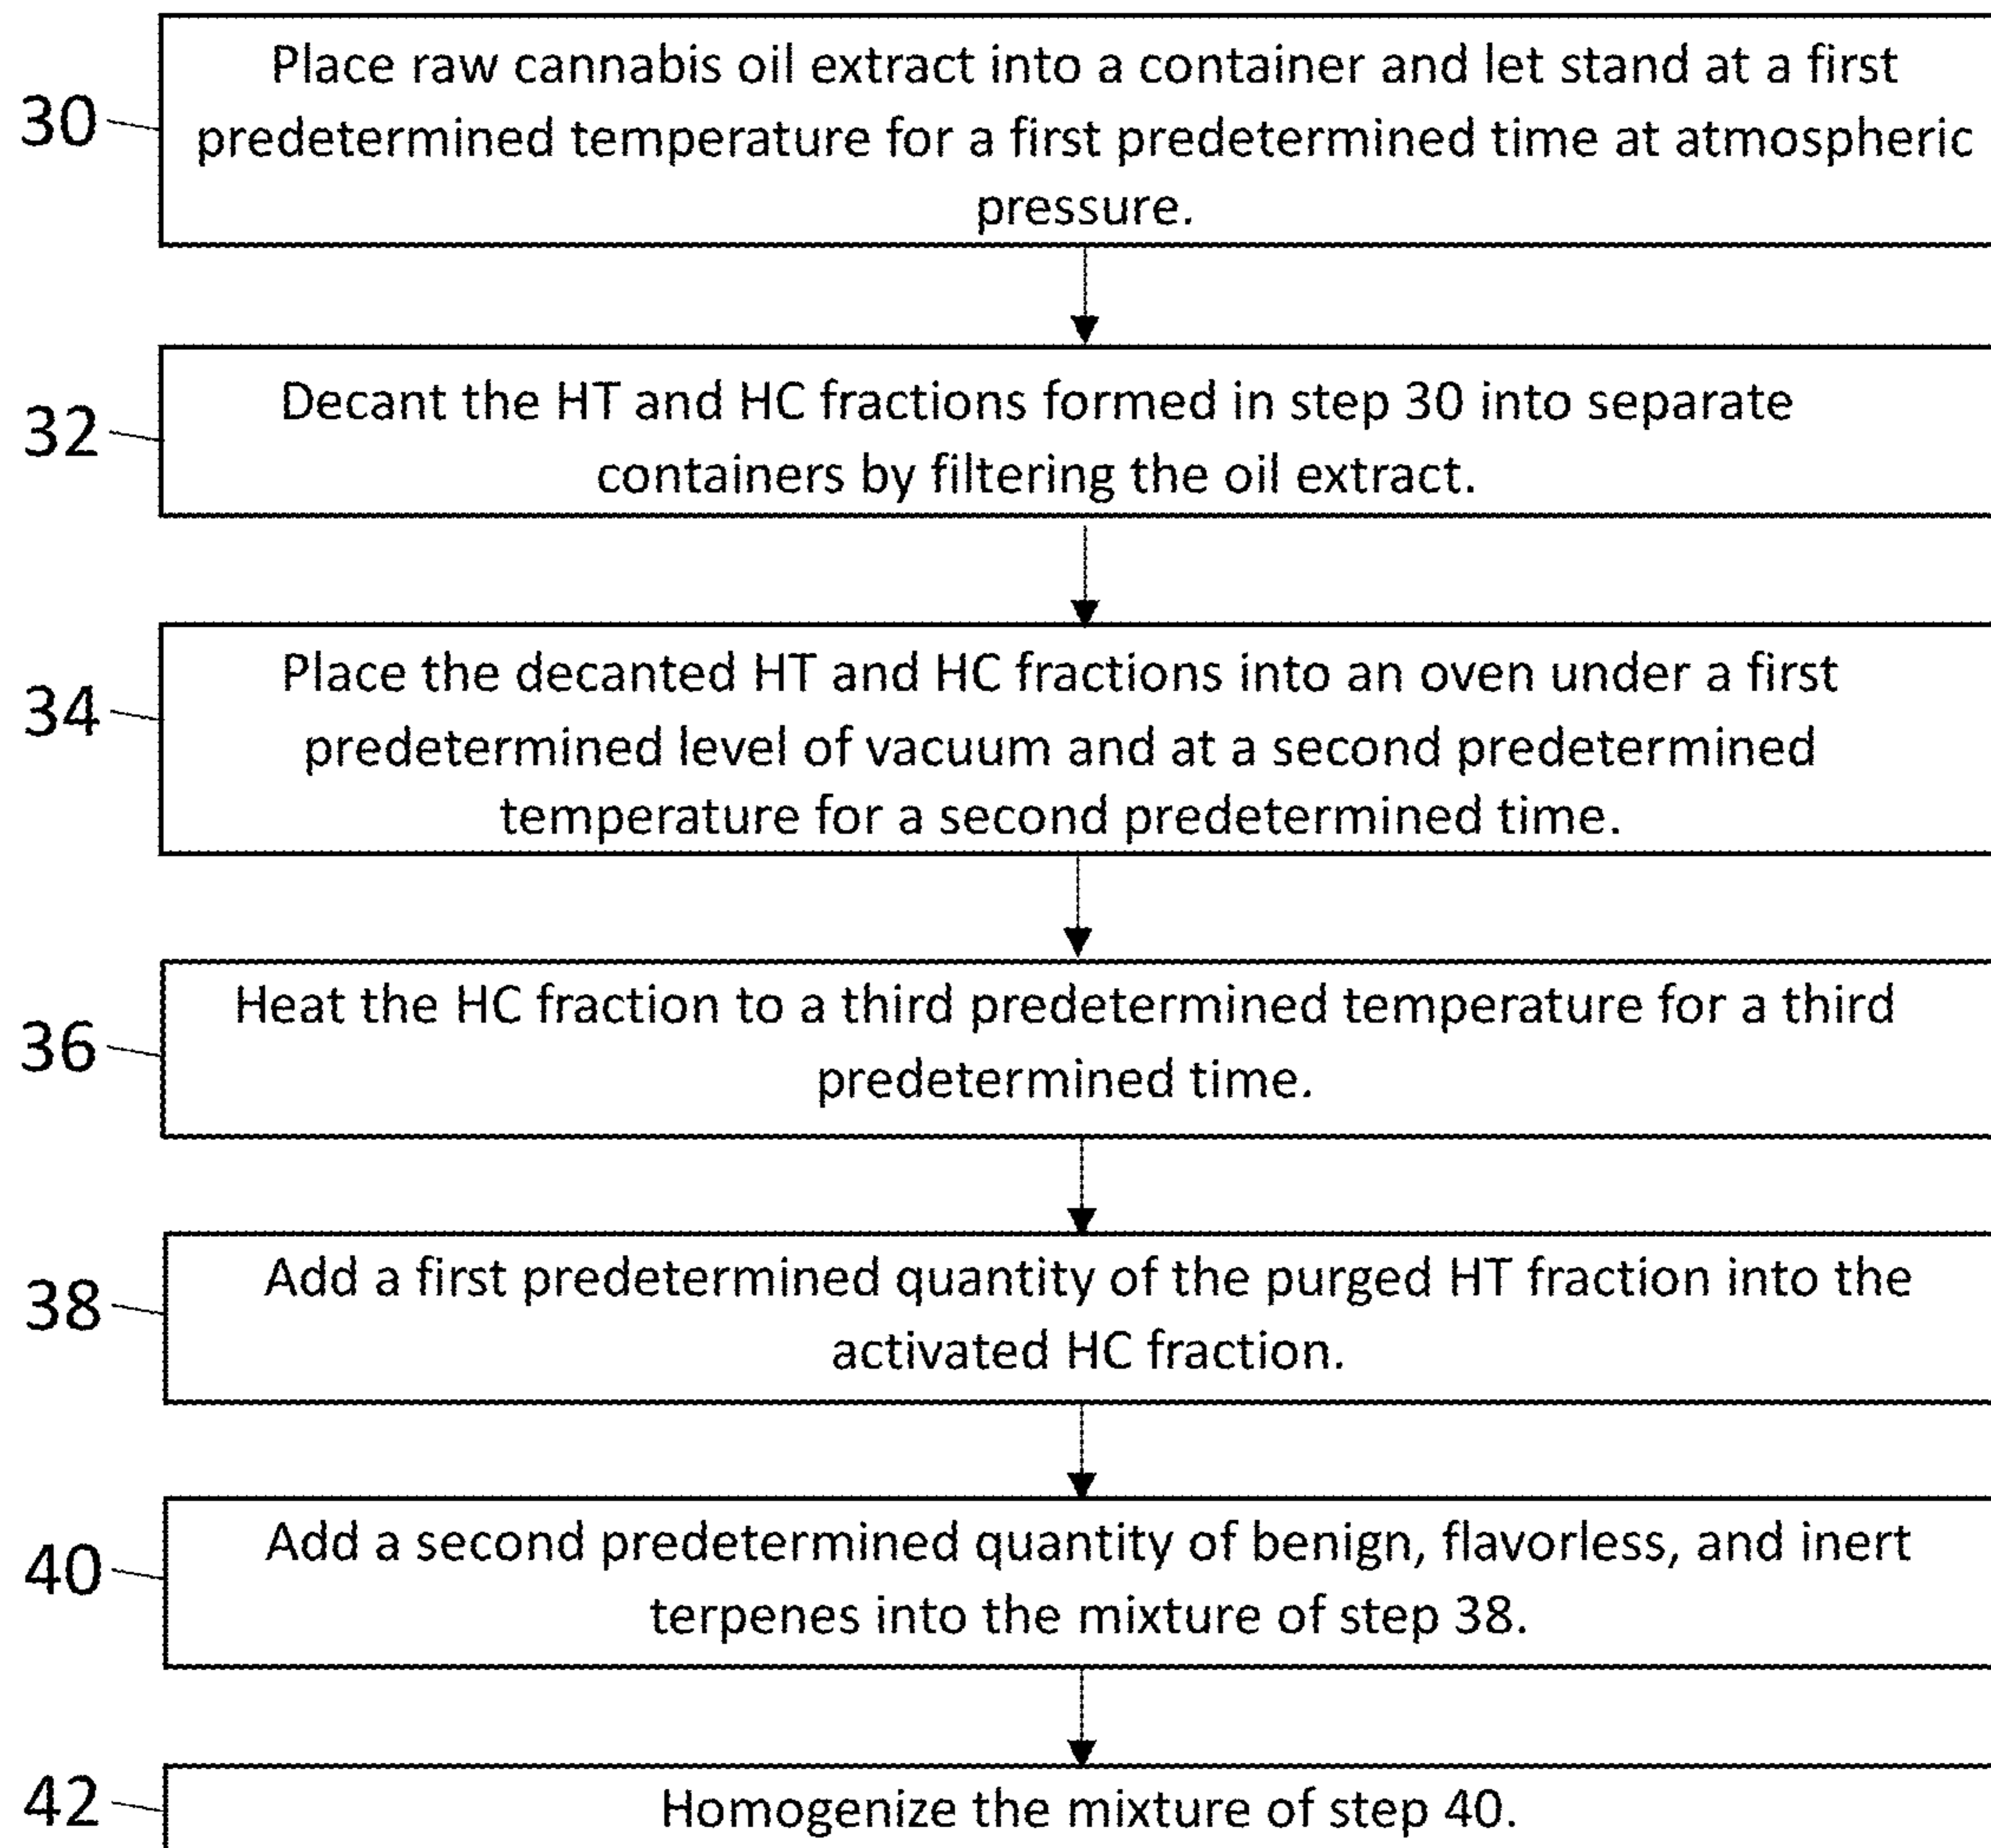 30
Place raw cannabis oil extract into a container and let stand at a first
predetermined temperature for a first predetermined time at atmospheric
pressure.
32
Decant the HT and HC fractions formed in step 30 into separate
containers by filtering the oil extract.
34
Place the decanted HT and HC fractions into an oven under a first
predetermined level of vacuum and at a second predetermined
temperature for a second predetermined time.
36
Heat the HC fraction to a third predetermined temperature for a third
predetermined time.
38
Add a first predetermined quantity of the purged HT fraction into the
activated HC fraction.
40
Add a second predetermined quantity of benign, flavorless, and inert
terpenes into the mixture of step 38.
42
Homogenize the mixture of step 40.